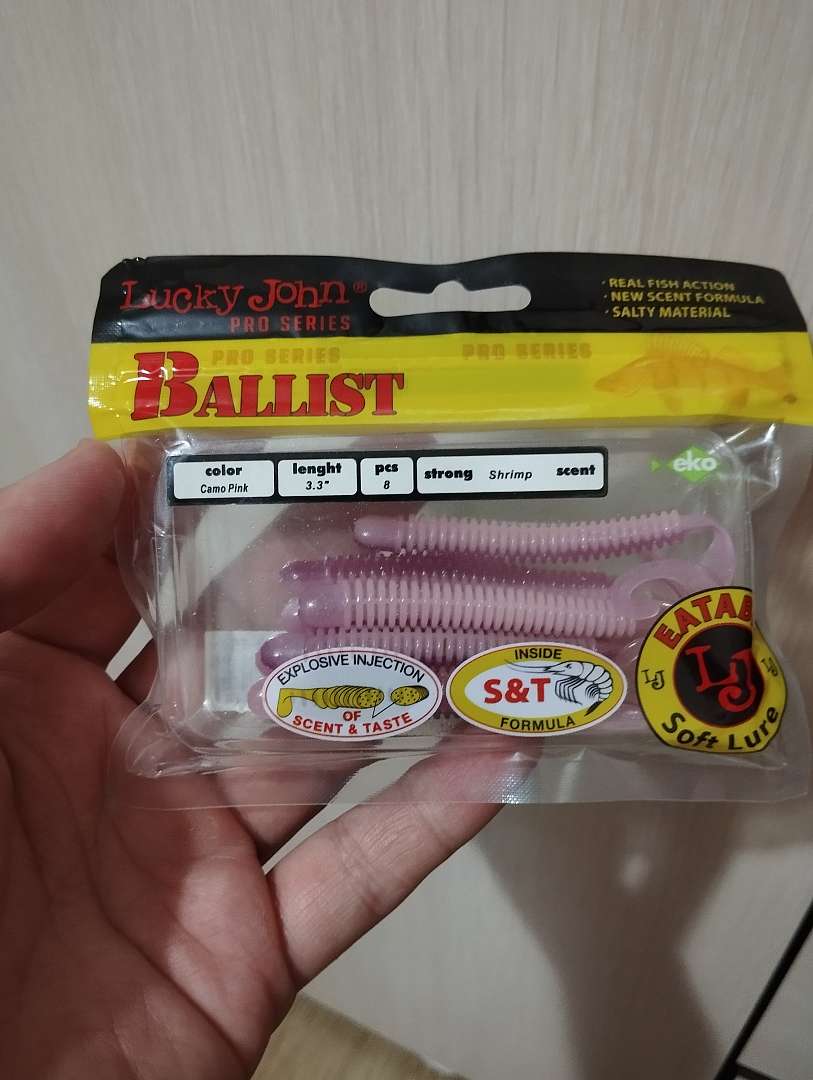 Lucky John®
PRO SERIES
· REAL FISH ACTION
· NEW SCENT FORMULA
· SALTY MATERIAL
PRO SERIES PRO SERIES
BALLIST
color
Camo Pink
lenght
3.3"
pcs
8
strong Shrimp scent
eko
EXPLOSIVE INJECTION
OF
SCENT & TASTE
INSIDE
S&T
FORMULA
LJ LJ LJ
Soft Lure